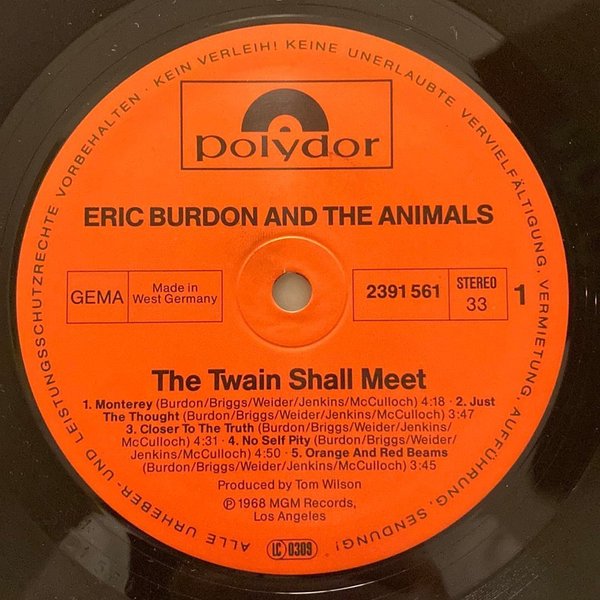 ALLE URHEBER- UND LEISTUNGSSCHUTZRECHTE VORBEHALTEN · KEIN VERLEIH! KEINE UNERLAUBTE VERVIELFÄLTIGUNG, VERMIETUNG, AUFFÜHRUNG, SENDUNG!
polydor
ERIC BURDON AND THE ANIMALS
GEMA
Made in
West Germany
2391 561
STEREO
33
1
The Twain Shall Meet
1. Monterey (Burdon/Briggs/Weider/Jenkins/McCulloch) 4:18 · 2. Just
The Thought (Burdon/Briggs/Weider/Jenkins/McCulloch) 3:47
3. Closer To The Truth (Burdon/Briggs/Weider/Jenkins/
McCulloch) 4:31 · 4. No Self Pity (Burdon/Briggs/Weider/
Jenkins/McCulloch) 4:50 · 5. Orange And Red Beams
(Burdon/Briggs/Weider/Jenkins/McCulloch) 3:45
Produced by Tom Wilson
Ⓟ 1968 MGM Records,
Los Angeles
LC 0309